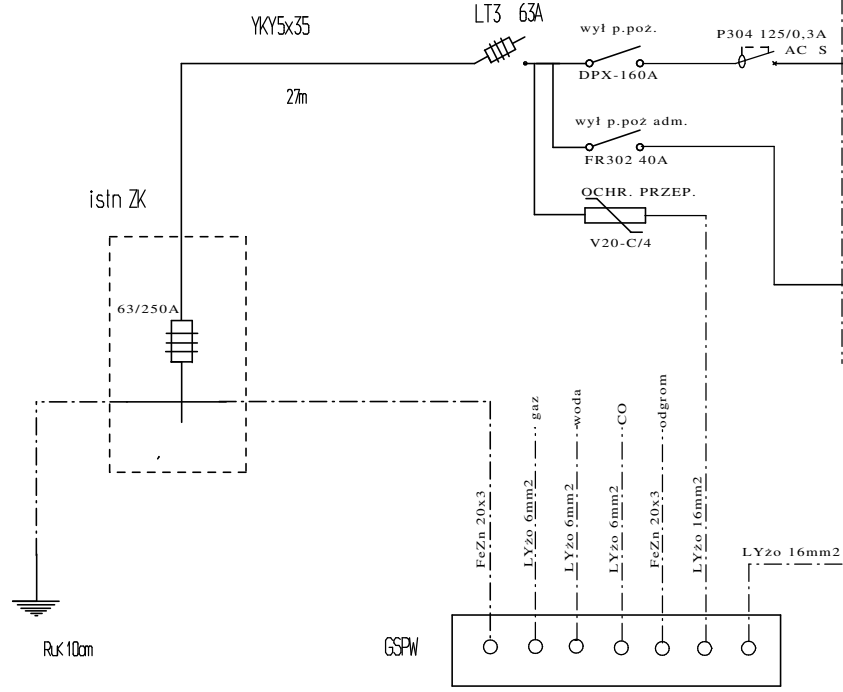 LT3 63A
YKY5x35
27m
wył p.poż.
DPX-160A
P304 125/0,3A
AC S
wył p.poż adm.
FR302 40A
OCHR. PRZEP.
V20-C/4
istn ZK
63/250A
FeZn 20x3
LYżo 6mm2 gaz
LYżo 6mm2 woda
LYżo 6mm2 CO
FeZn 20x3 odgrom
LYżo 16mm2
LYżo 16mm2
GSPW